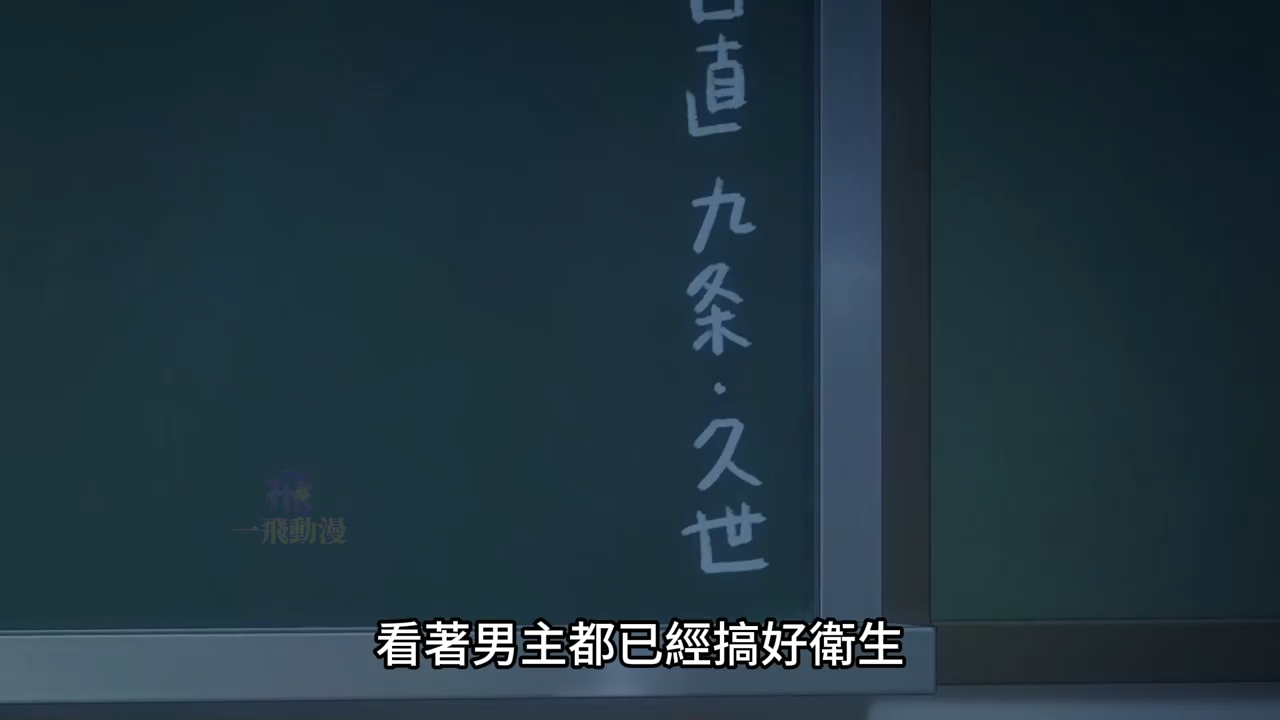 日直 九条・久世
一飛動漫
看著男主都已經搞好衛生